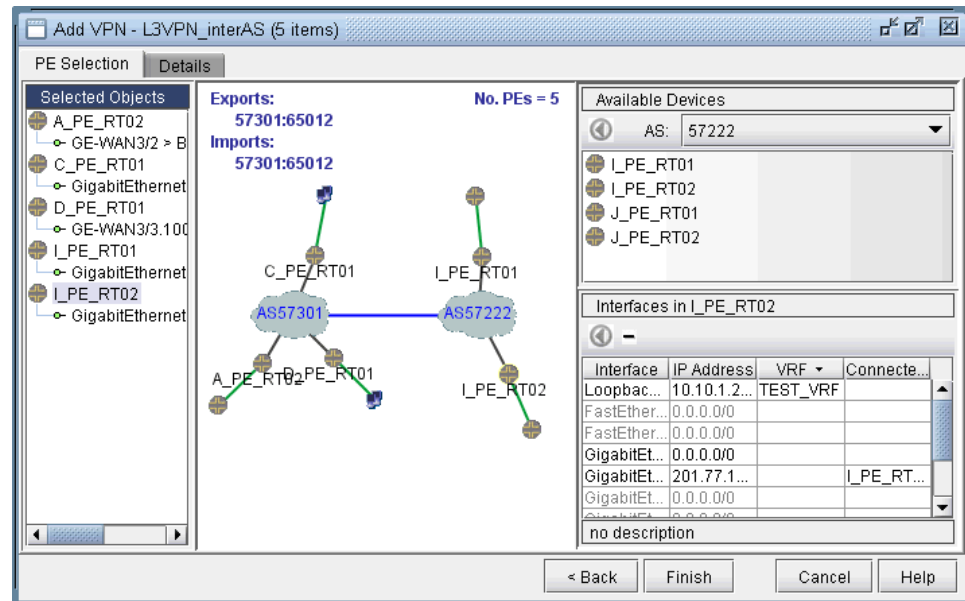 Add VPN - L3VPN_interAS (5 items)
PE Selection Details
Selected Objects
A_PE_RT02
GE-WAN3/2 > B
C_PE_RT01
GigabitEthernet
D_PE_RT01
GE-WAN3/3.100
I_PE_RT01
GigabitEthernet
I_PE_RT02
GigabitEthernet
Exports:
57301:65012
Imports:
57301:65012
No. PEs = 5
C_PE_RT01
I_PE_RT01
AS57301
AS57222
A_PE_RT02
D_PE_RT01
I_PE_RT02
Available Devices
AS: 57222
I_PE_RT01
I_PE_RT02
J_PE_RT01
J_PE_RT02
Interfaces in I_PE_RT02
Interface IP Address VRF Connecte...
Loopbac... 10.10.1.2... TEST_VRF
FastEther... 0.0.0.0/0
FastEther... 0.0.0.0/0
GigabitEt... 0.0.0.0/0
GigabitEt... 201.77.1... I_PE_RT...
GigabitEt... 0.0.0.0/0
no description
< Back Finish Cancel Help